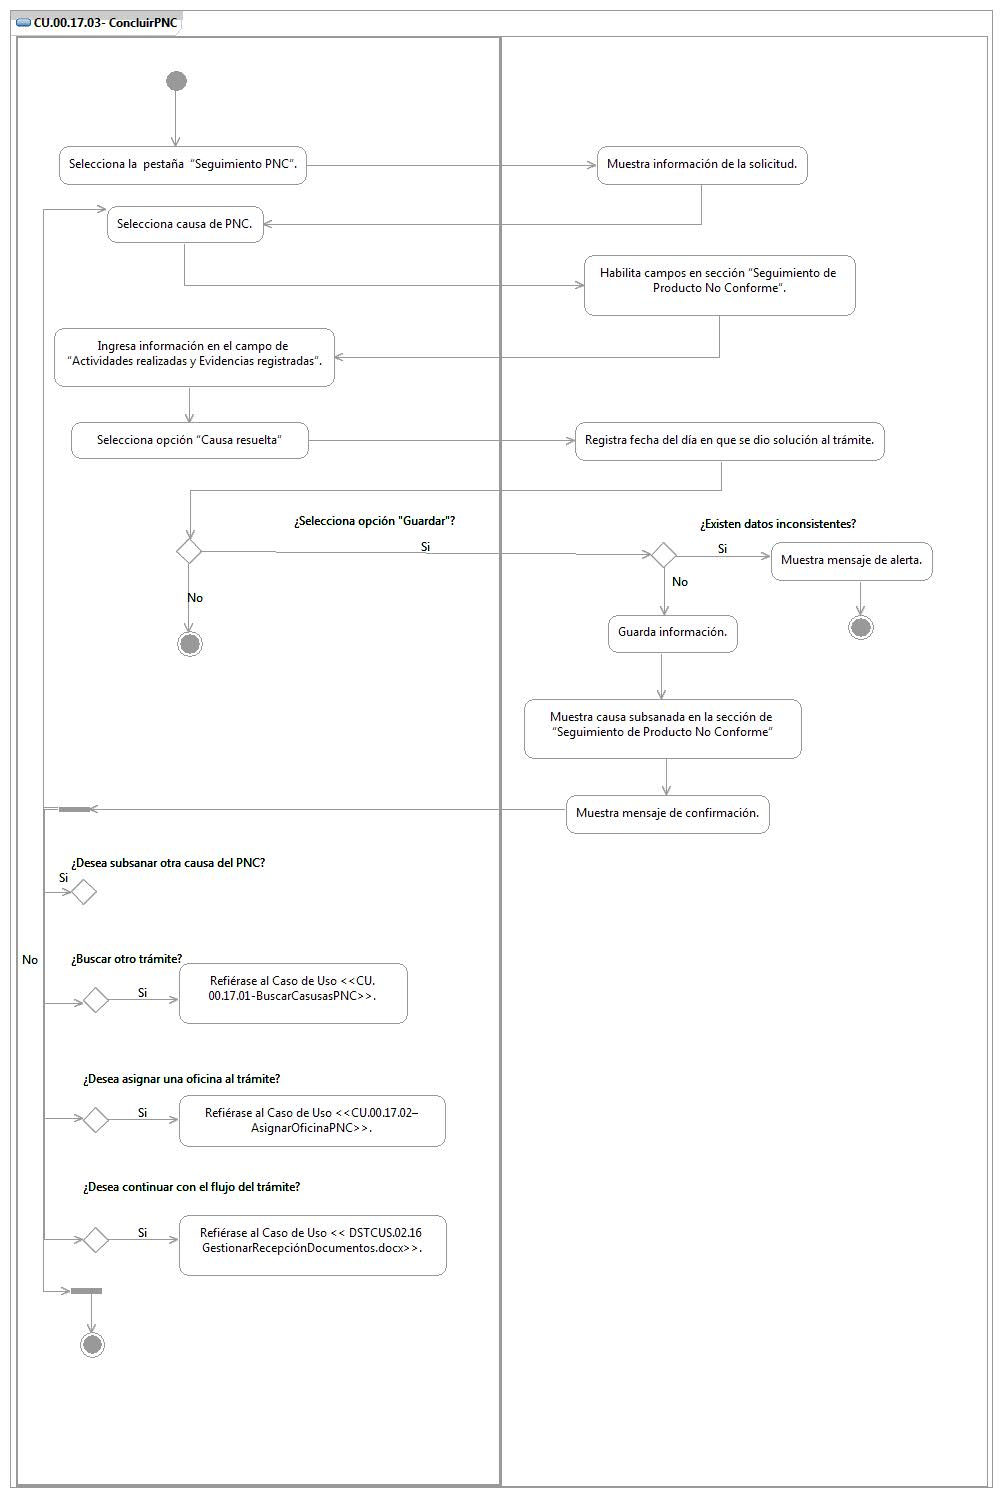 CU.00.17.03- ConcluirPNC
Selecciona la  pestaña  “Seguimiento PNC”.
Muestra información de la solicitud.
Selecciona causa de PNC.
Habilita campos en sección “Seguimiento de
Producto No Conforme”.
Ingresa información en el campo de
“Actividades realizadas y Evidencias registradas”.
Selecciona opción “Causa resuelta”
Registra fecha del día en que se dio solución al trámite.
¿Selecciona opción "Guardar"?
¿Existen datos inconsistentes?
Si
Si
Muestra mensaje de alerta.
No
No
Guarda información.
Muestra causa subsanada en la sección de
“Seguimiento de Producto No Conforme”
Muestra mensaje de confirmación.
¿Desea subsanar otra causa del PNC?
Si
No
¿Buscar otro trámite?
Si
Refiérase al Caso de Uso <<CU.
00.17.01-BuscarCasusasPNC>>.
¿Desea asignar una oficina al trámite?
Si
Refiérase al Caso de Uso <<CU.00.17.02–
AsignarOficinaPNC>>.
¿Desea continuar con el flujo del trámite?
Si
Refiérase al Caso de Uso << DSTCUS.02.16
GestionarRecepciónDocumentos.docx>>.